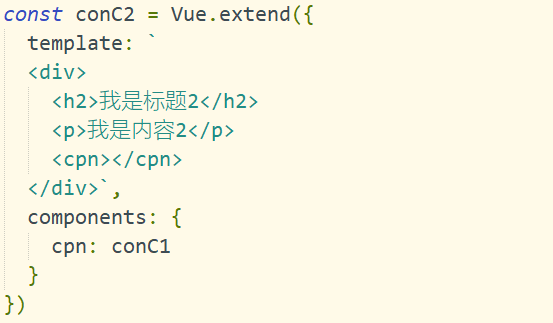 const conC2 = Vue.extend({
  template: `
  <div>
    <h2>我是标题2</h2>
    <p>我是内容2</p>
    <cpn></cpn>
  </div>`,
  components: {
    cpn: conC1
  }
})